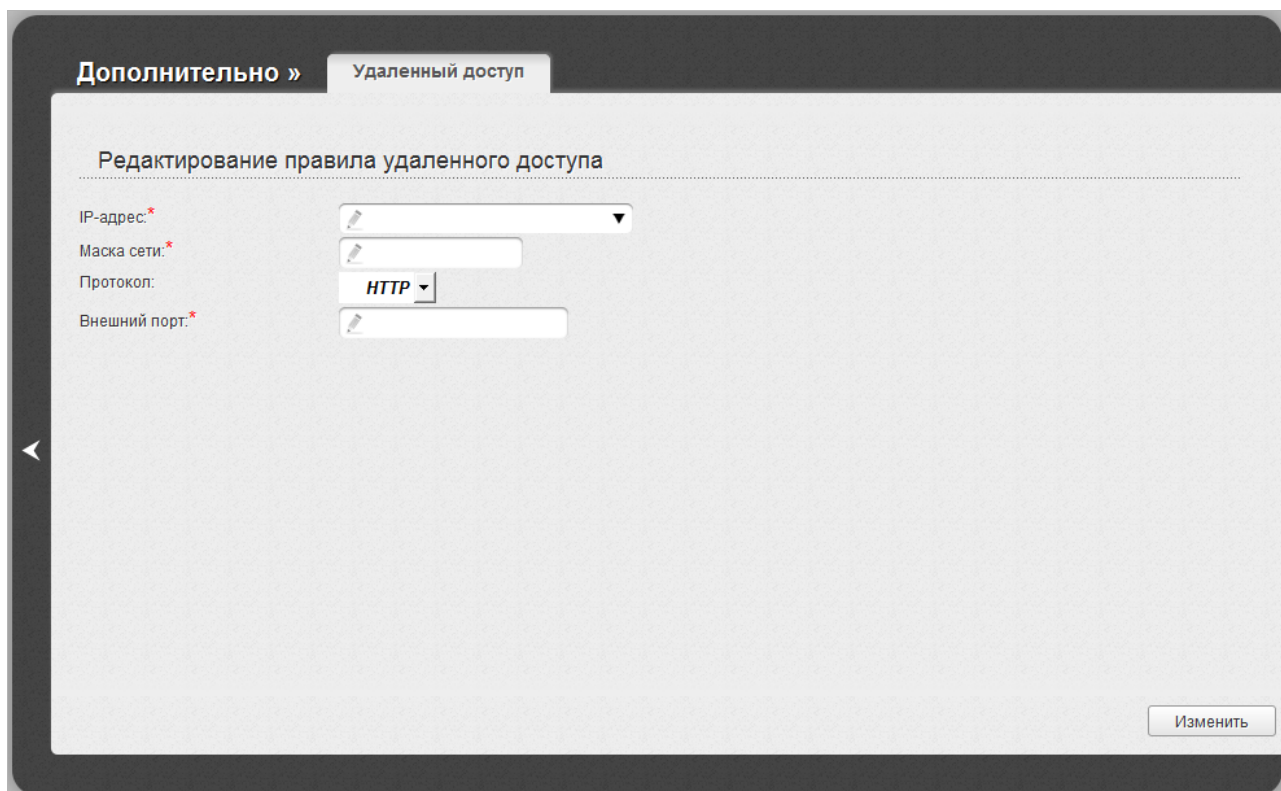 Дополнительно »
Удаленный доступ
Редактирование правила удаленного доступа
IP-адрес:*
Маска сети:*
Протокол: HTTP
Внешний порт:*
Изменить